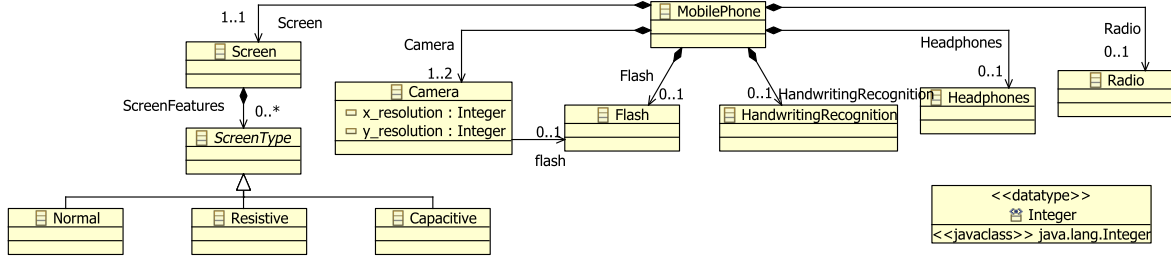 MobilePhone
1..1
Screen
Screen
Camera
1..2
Camera
x_resolution : Integer
y_resolution : Integer
Flash
0..1
Flash
0..1
flash
0..1
HandwritingRecognition
HandwritingRecognition
Headphones
0..1
Headphones
Radio
0..1
Radio
ScreenFeatures
0..*
ScreenType
Normal
Resistive
Capacitive
<<datatype>>
Integer
<<javaclass>> java.lang.Integer